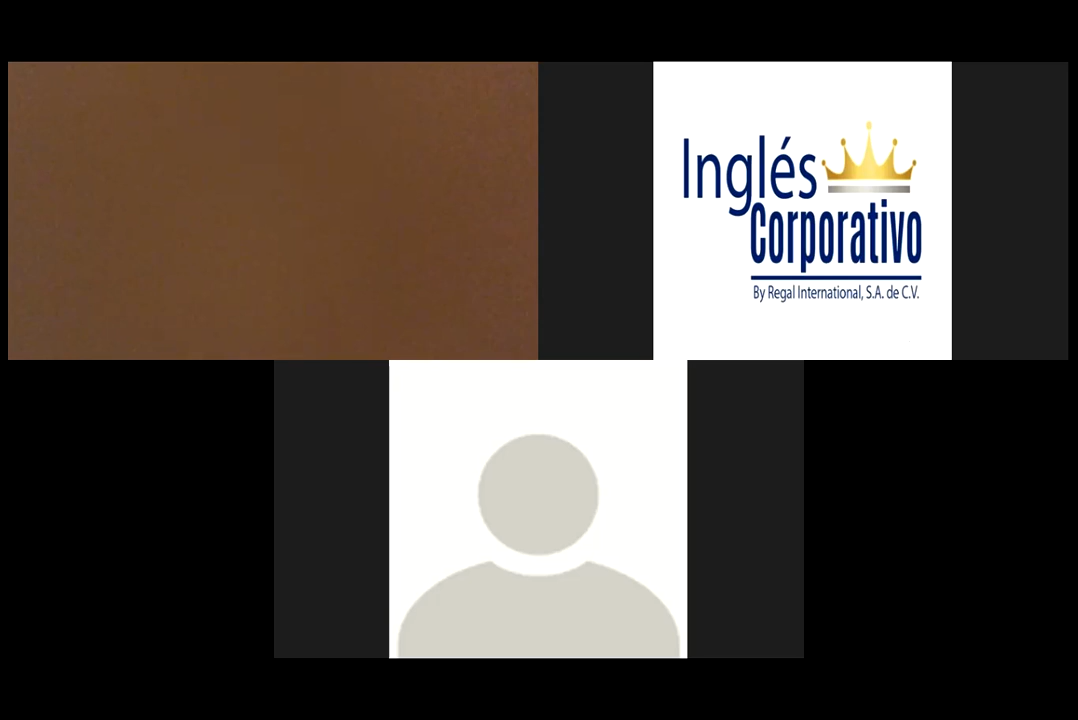 Inglés
Corporativo
By Regal International, S.A. de C.V.